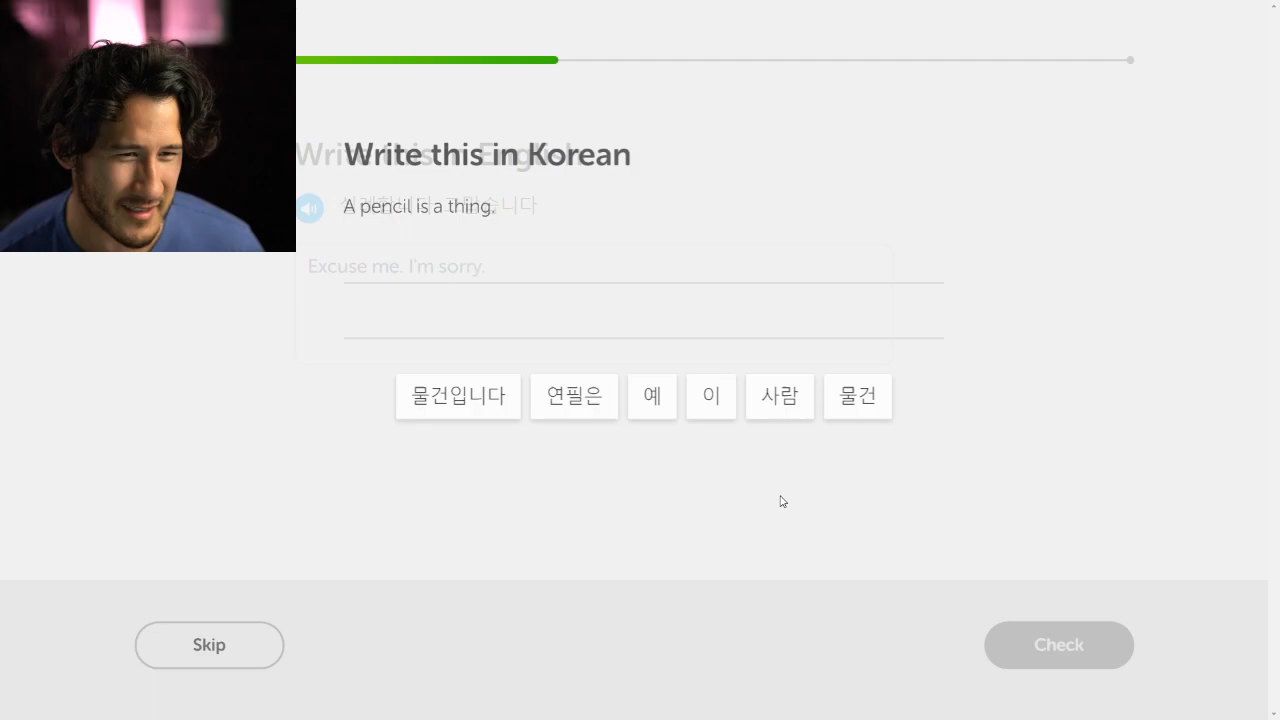 Write this in Korean
A pencil is a thing.
Excuse me. I'm sorry.
물건입니다 연필은 예 이 사람 물건
Skip Check